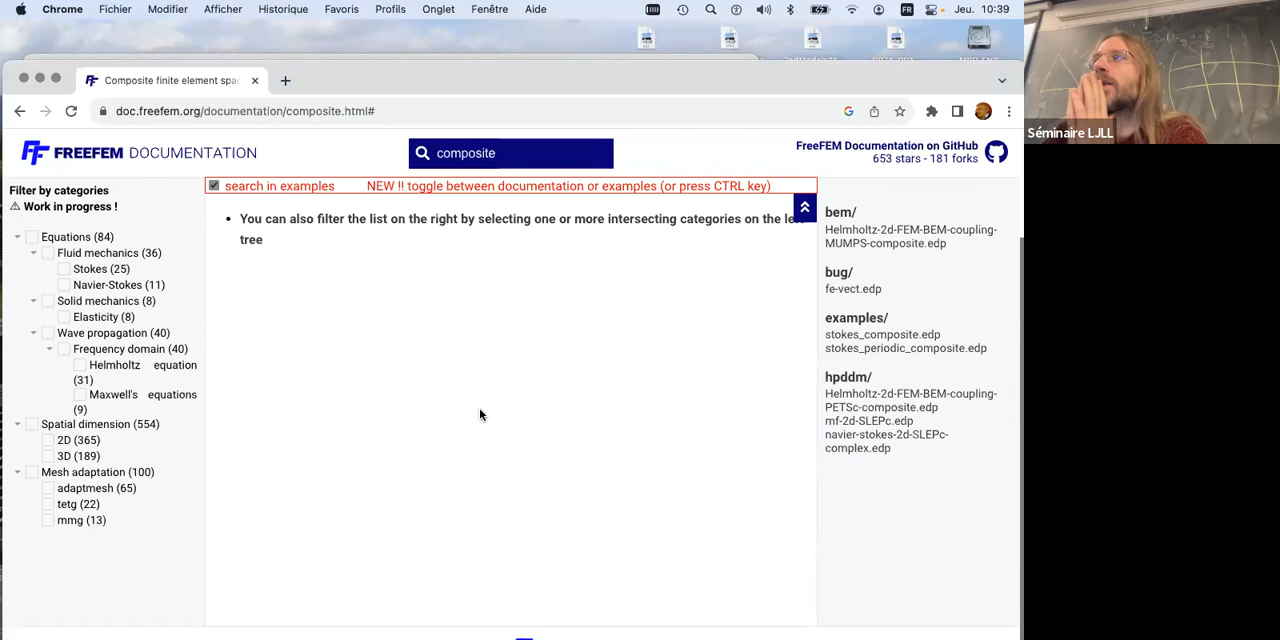 Chrome Fichier Modifier Afficher Historique Favoris Profils Onglet Fenêtre Aide FR Jeu. 10:39
Composite finite element spac
doc.freefem.org/documentation/composite.html#
FREEFEM DOCUMENTATION
composite
FreeFEM Documentation on GitHub
653 stars - 181 forks
Filter by categories
⚠ Work in progress !
Equations (84)
Fluid mechanics (36)
Stokes (25)
Navier-Stokes (11)
Solid mechanics (8)
Elasticity (8)
Wave propagation (40)
Frequency domain (40)
Helmholtz equation
(31)
Maxwell's equations
(9)
Spatial dimension (554)
2D (365)
3D (189)
Mesh adaptation (100)
adaptmesh (65)
tetg (22)
mmg (13)
search in examples NEW !! toggle between documentation or examples (or press CTRL key)
You can also filter the list on the right by selecting one or more intersecting categories on the le
tree
bem/
Helmholtz-2d-FEM-BEM-coupling-
MUMPS-composite.edp
bug/
fe-vect.edp
examples/
stokes_composite.edp
stokes_periodic_composite.edp
hpddm/
Helmholtz-2d-FEM-BEM-coupling-
PETSc-composite.edp
mf-2d-SLEPc.edp
navier-stokes-2d-SLEPc-
complex.edp
Séminaire LJLL